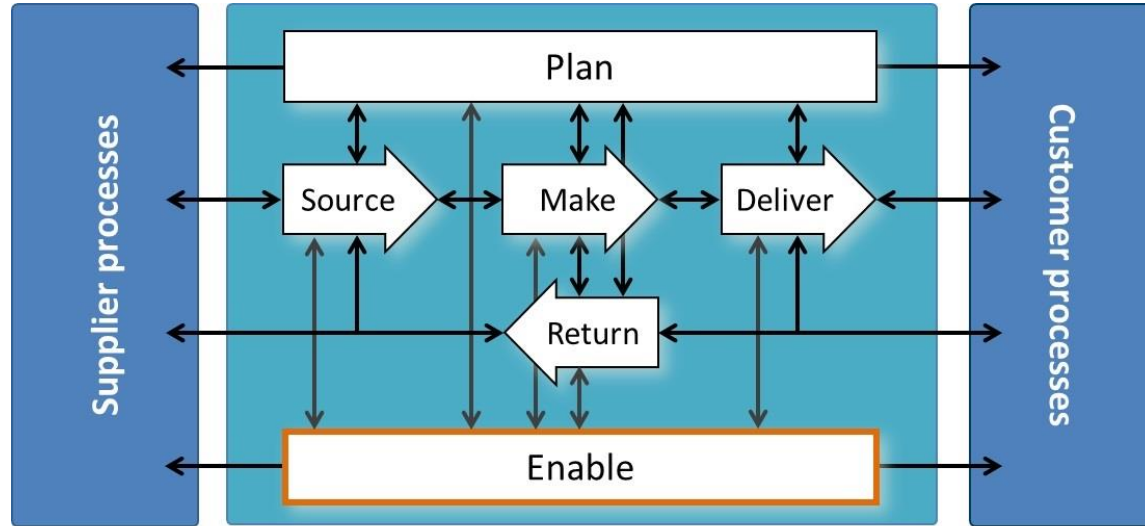 Supplier processes
Plan
Source
Make
Deliver
Return
Enable
Customer processes